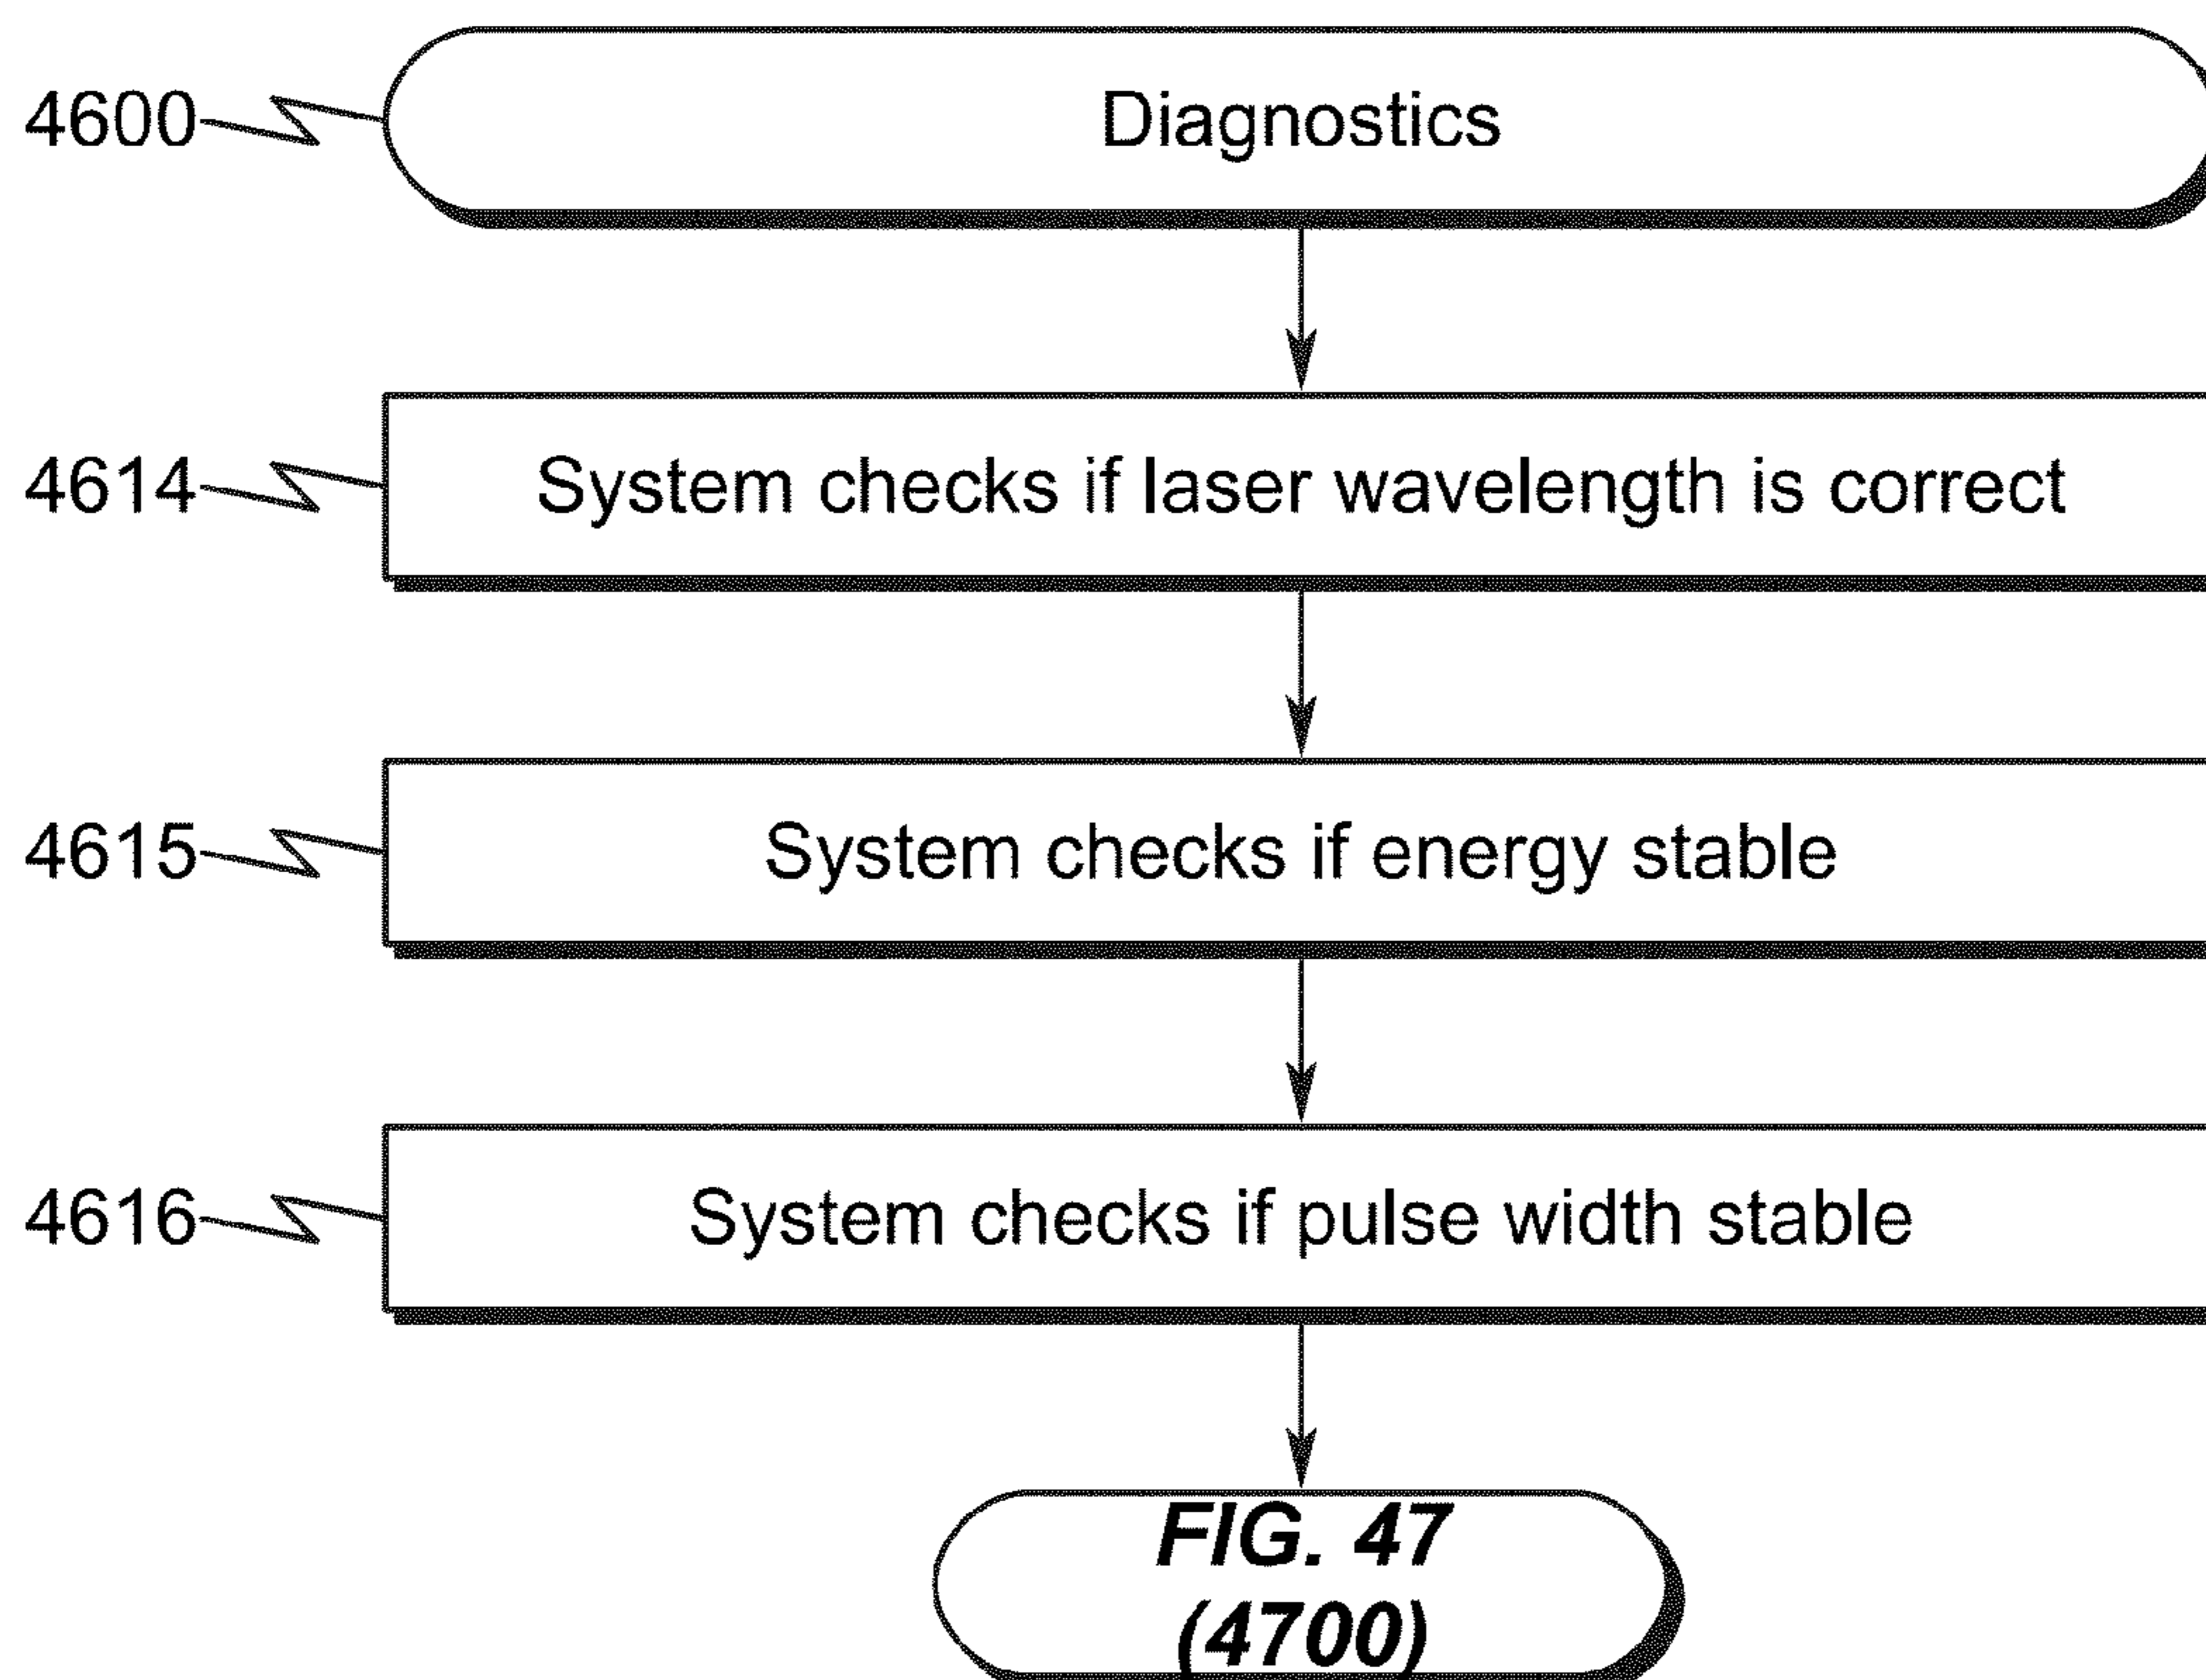 4600 Diagnostics
4614 System checks if laser wavelength is correct
4615 System checks if energy stable
4616 System checks if pulse width stable
FIG. 47
(4700)